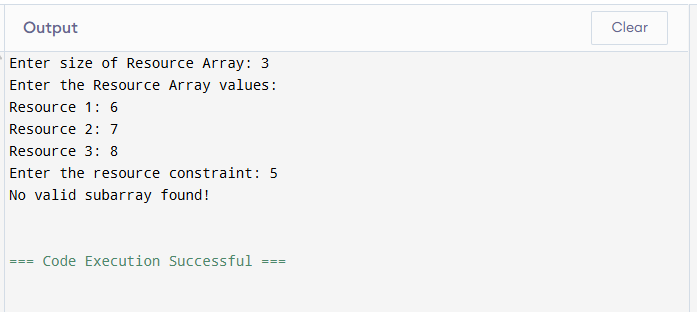 Output
Clear
Enter size of Resource Array: 3
Enter the Resource Array values:
Resource 1: 6
Resource 2: 7
Resource 3: 8
Enter the resource constraint: 5
No valid subarray found!
=== Code Execution Successful ===